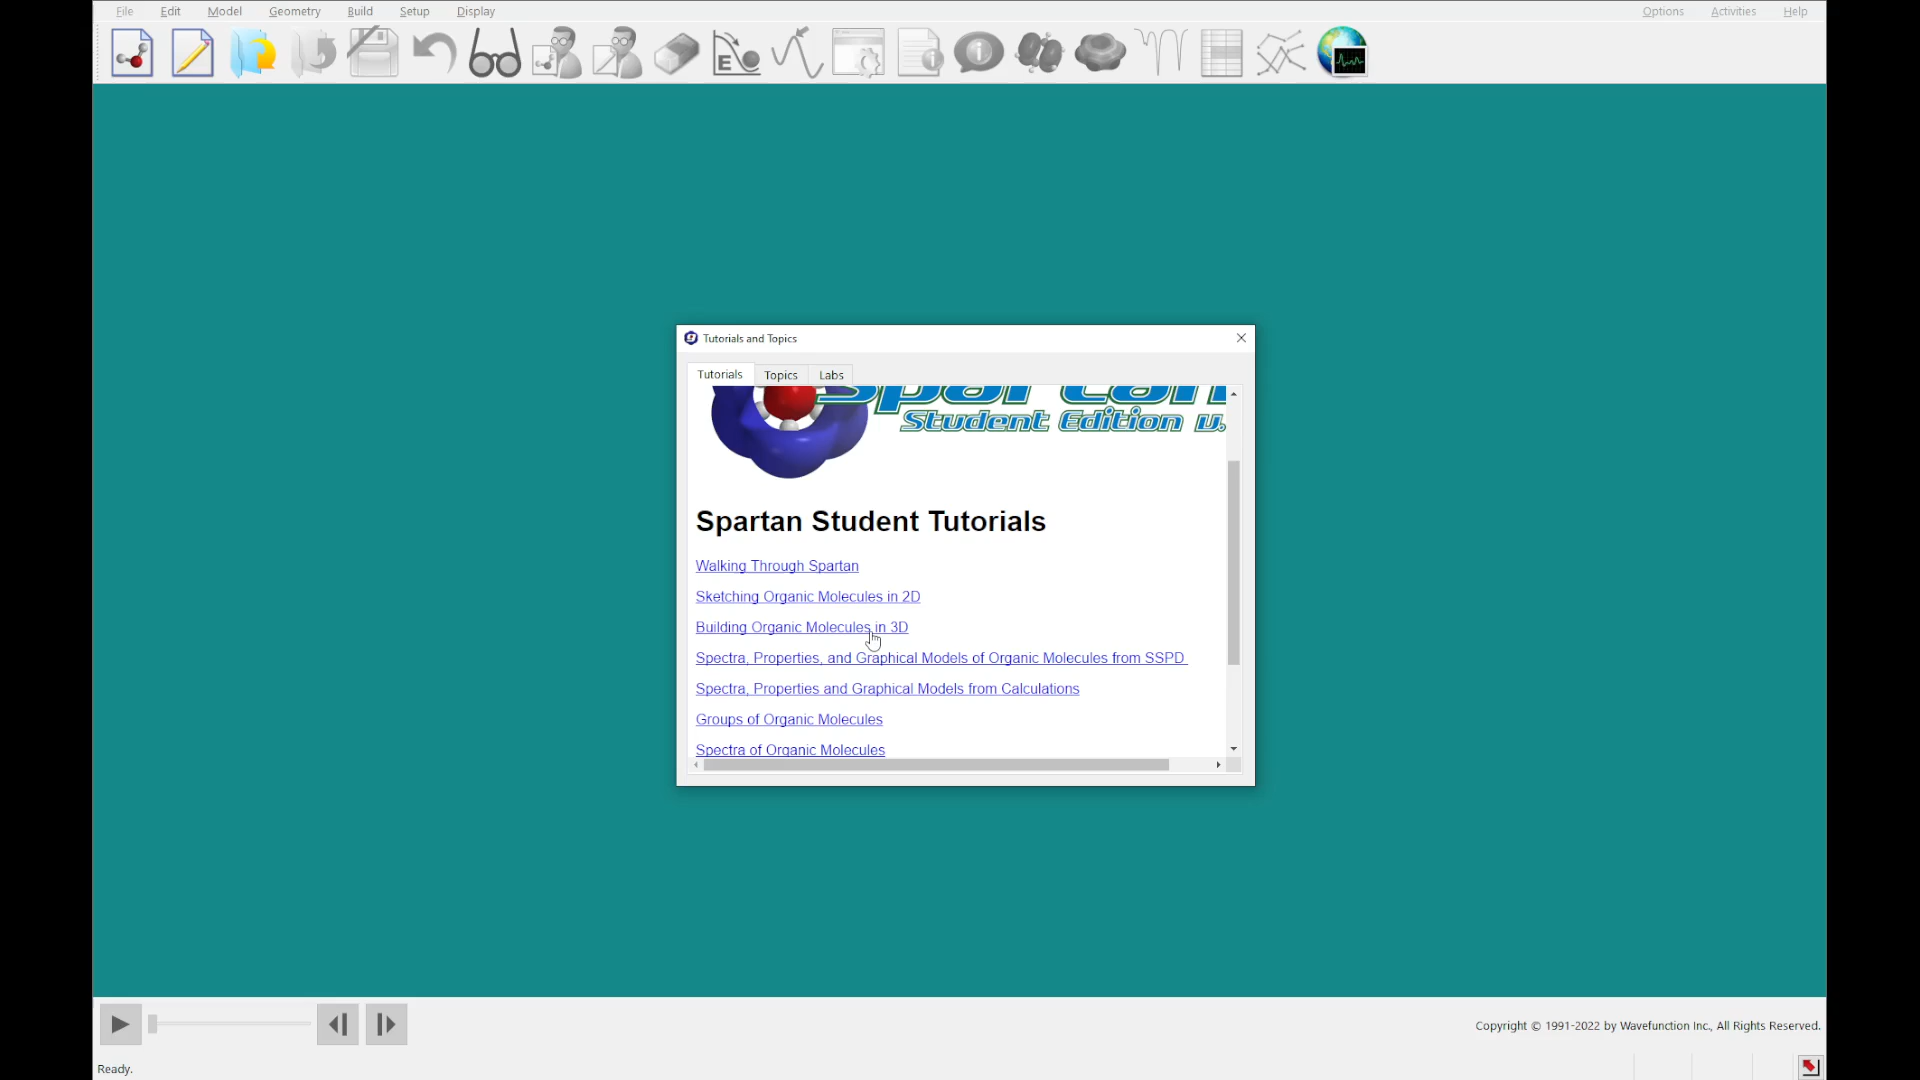 File Edit Model Geometry Build Setup Display Options Activities Help
E
Tutorials and Topics
Tutorials Topics Labs
Spartan
Student Edition v.
Spartan Student Tutorials
Walking Through Spartan
Sketching Organic Molecules in 2D
Building Organic Molecules in 3D
Spectra, Properties, and Graphical Models of Organic Molecules from SSPD
Spectra, Properties and Graphical Models from Calculations
Groups of Organic Molecules
Spectra of Organic Molecules
Copyright © 1991-2022 by Wavefunction Inc., All Rights Reserved.
Ready.